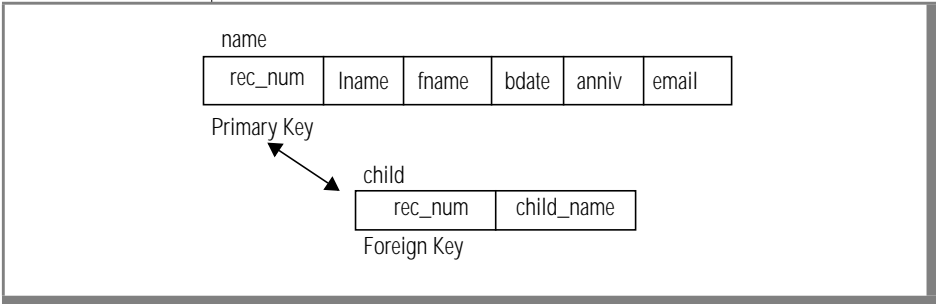 name
rec_num lname fname bdate anniv email
Primary Key
child
rec_num child_name
Foreign Key